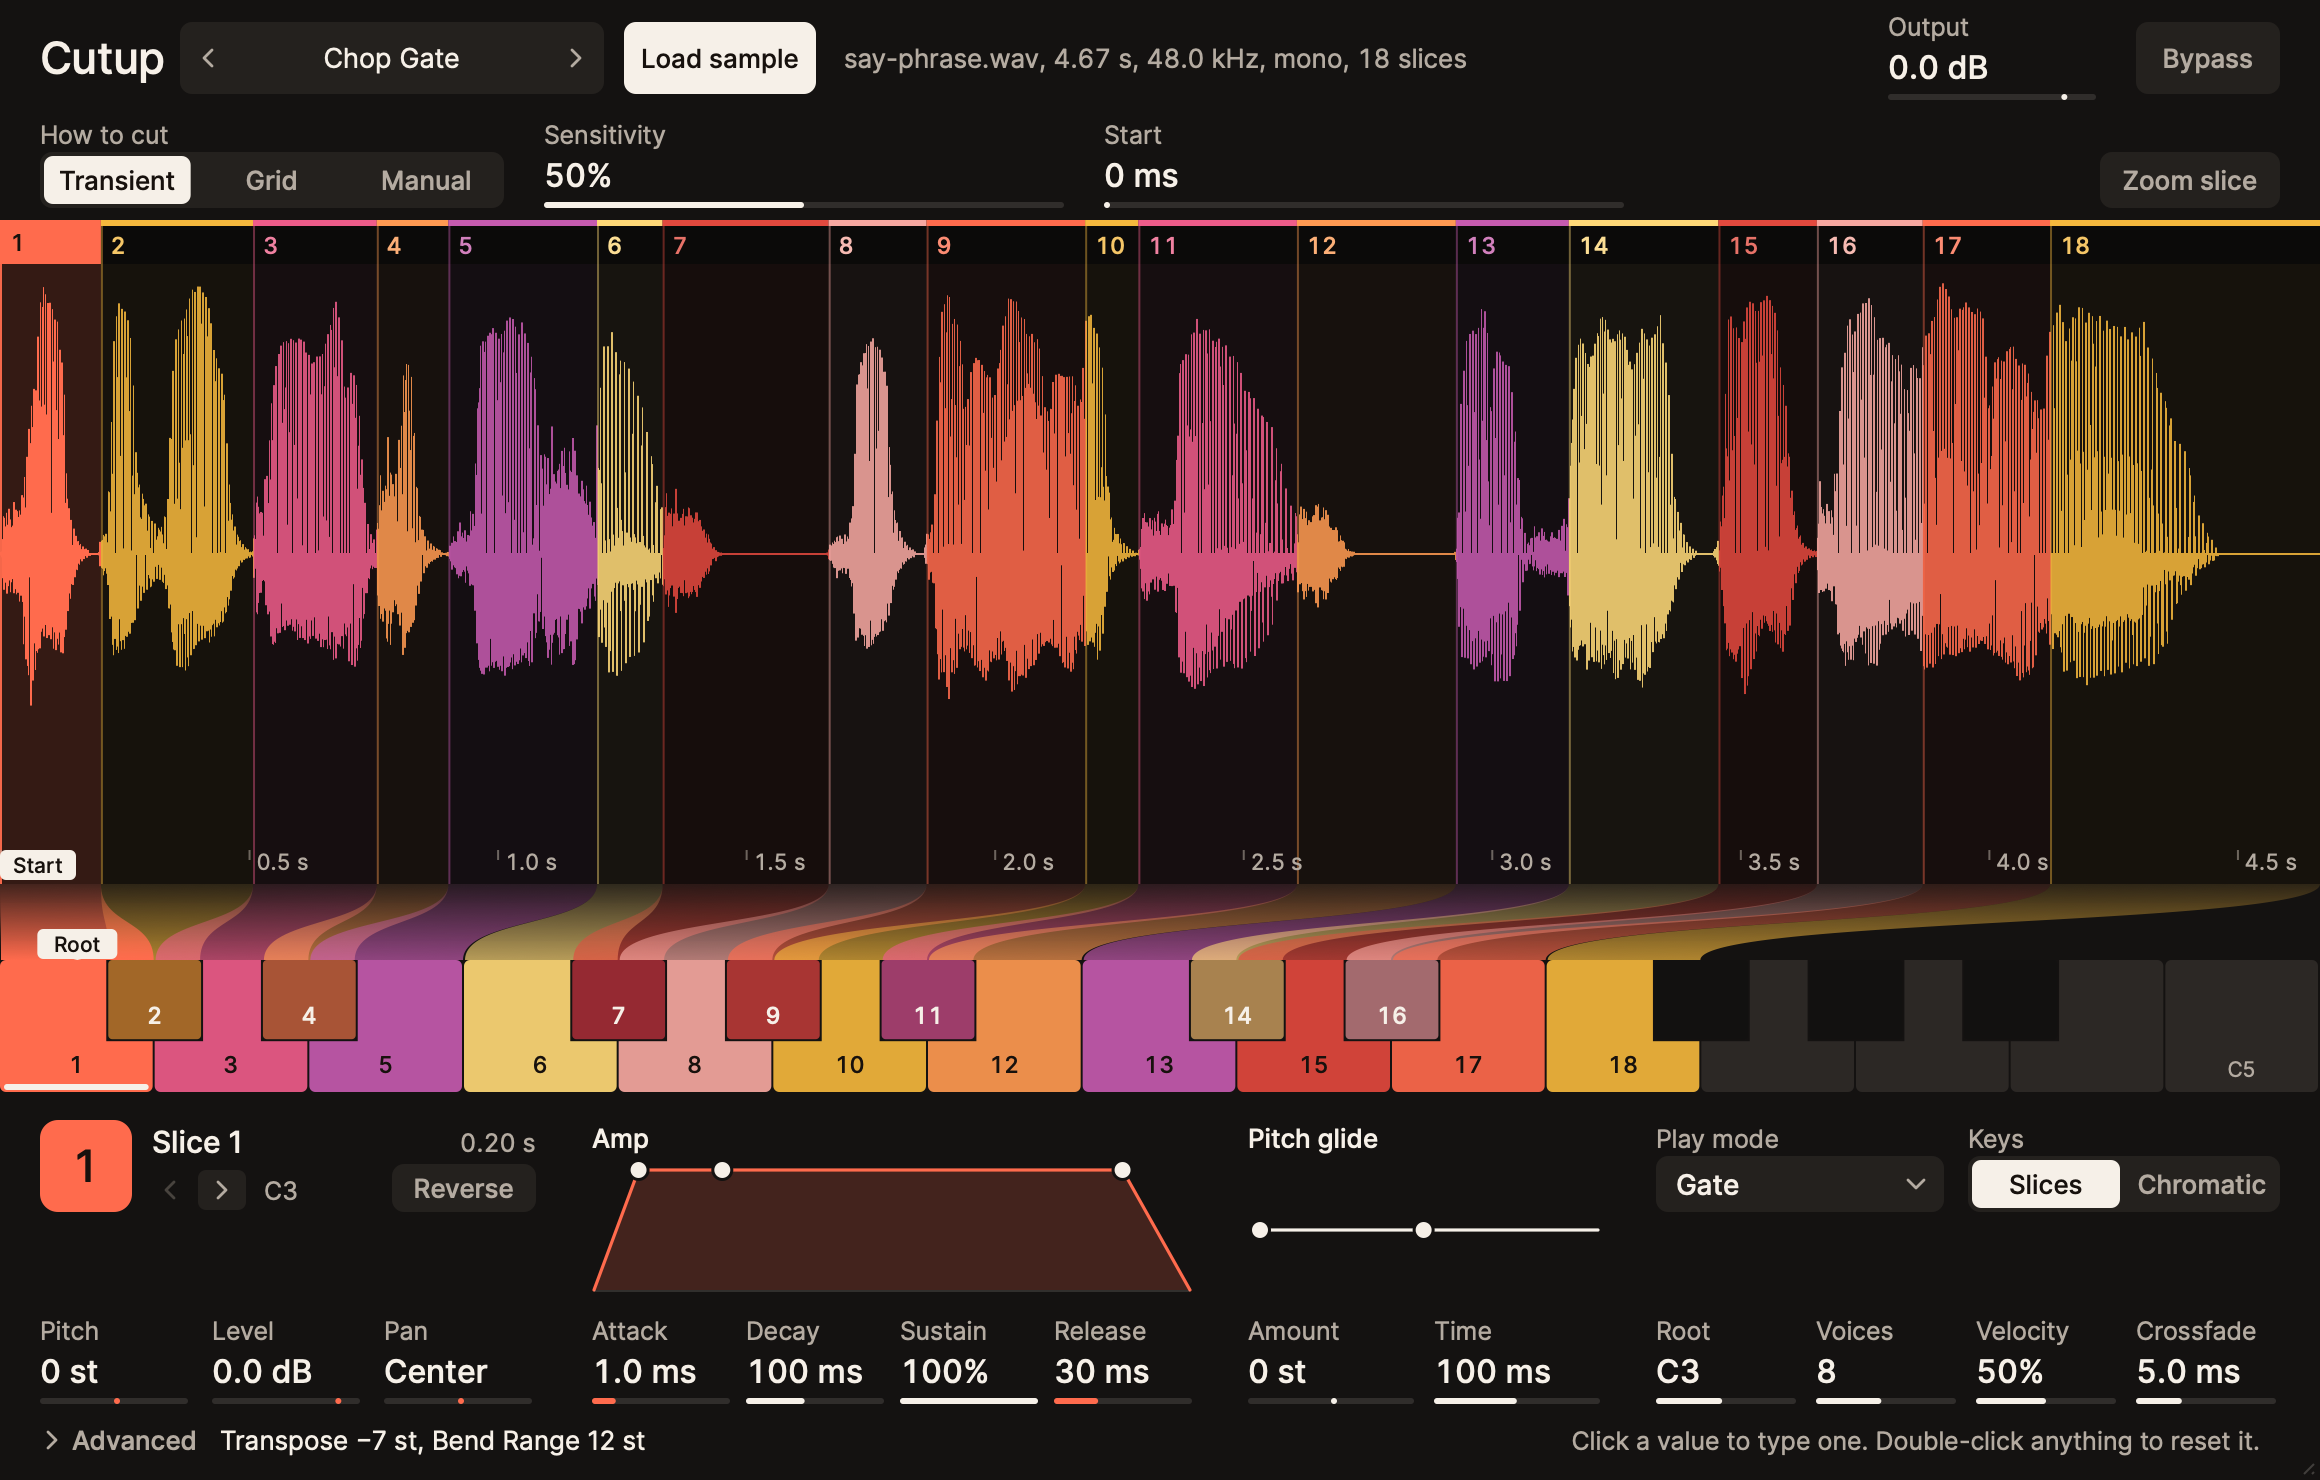 Cutup
Chop Gate
Load sample
say-phrase.wav, 4.67 s, 48.0 kHz, mono, 18 slices
Output
0.0 dB
Bypass
How to cut
Transient Grid Manual
Sensitivity
50%
Start
0 ms
Zoom slice
1 2 3 4 5 6 7 8 9 10 11 12 13 14 15 16 17 18
Start
0.5 s 1.0 s 1.5 s 2.0 s 2.5 s 3.0 s 3.5 s 4.0 s 4.5 s
Root
2 4 7 9 11 14 16
1 3 5 6 8 10 12 13 15 17 18 C5
1
Slice 1
0.20 s
C3
Reverse
Amp
Pitch glide
Play mode
Gate
Keys
Slices Chromatic
Pitch Level Pan Attack Decay Sustain Release Amount Time Root Voices Velocity Crossfade
0 st 0.0 dB Center 1.0 ms 100 ms 100% 30 ms 0 st 100 ms C3 8 50% 5.0 ms
Advanced Transpose −7 st, Bend Range 12 st
Click a value to type one. Double-click anything to reset it.